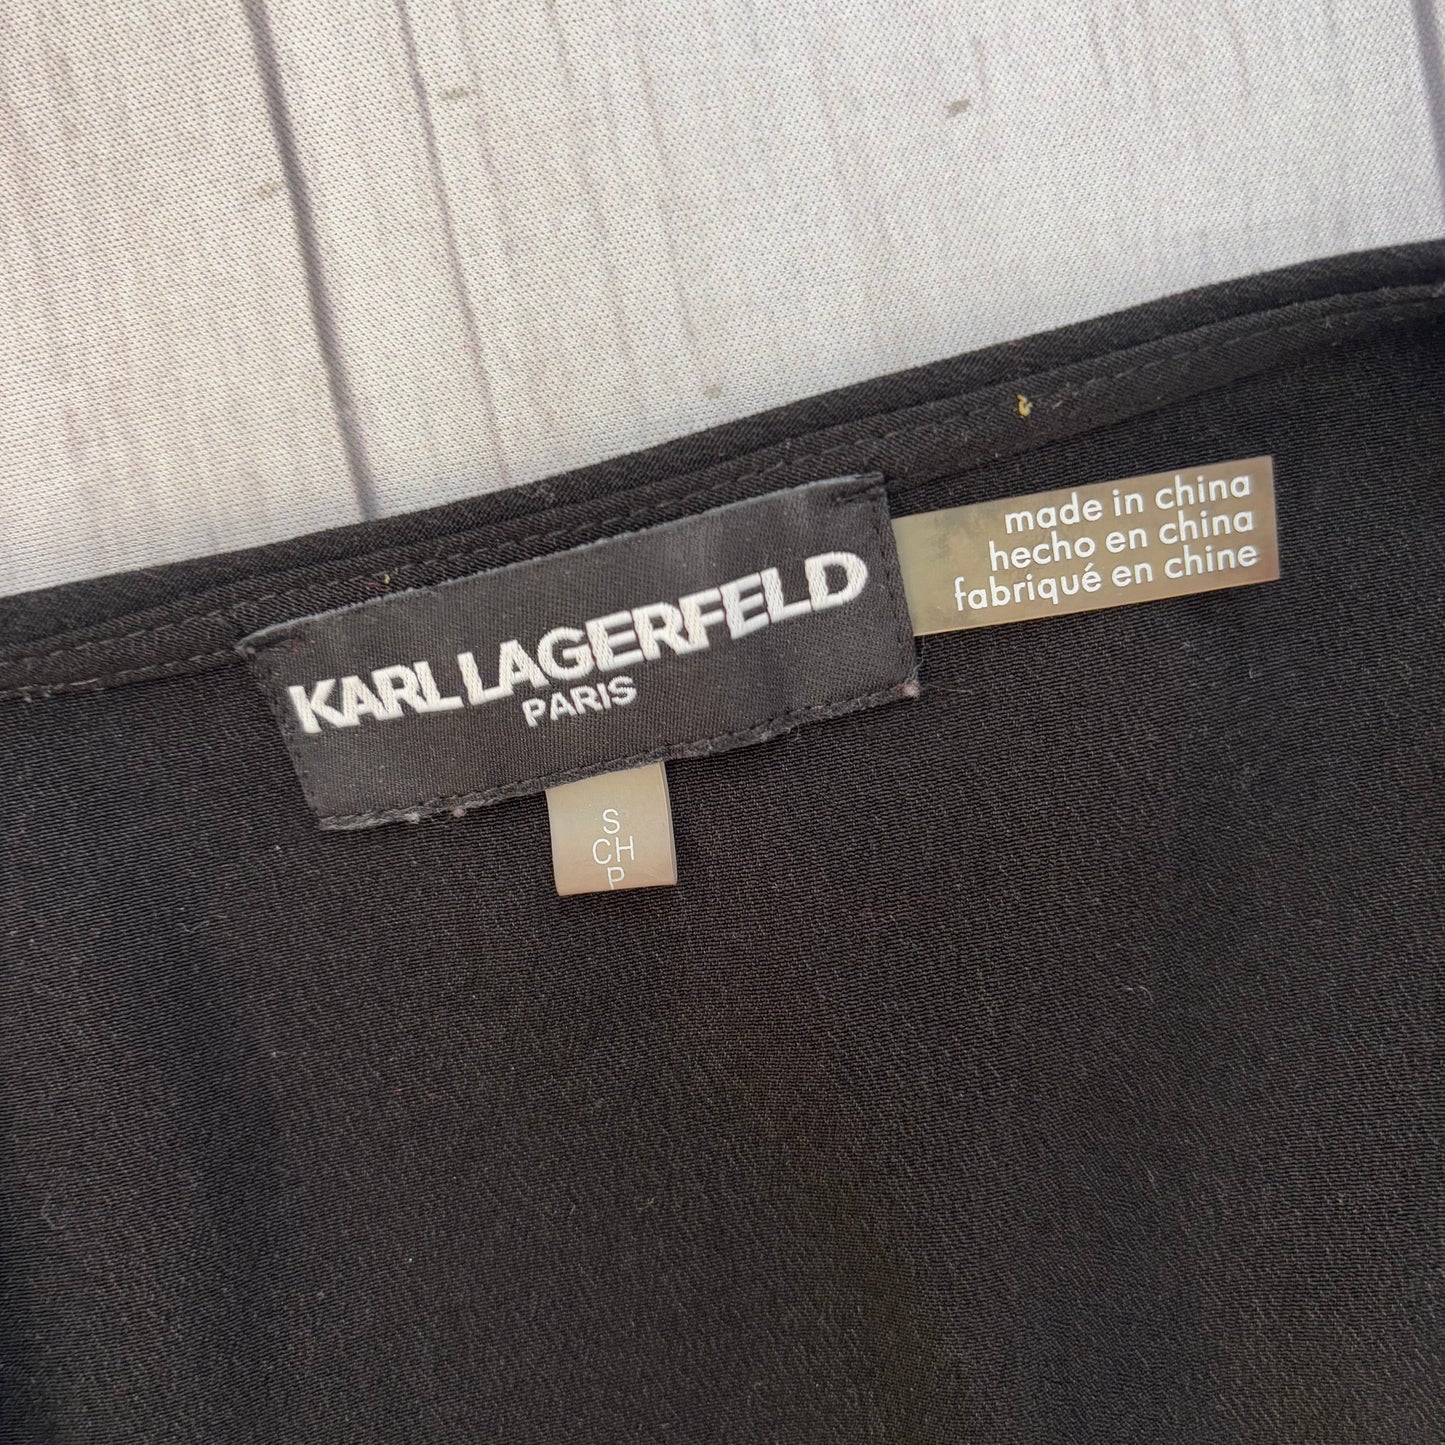 KARL LAGERFELD
PARIS
made in china
hecho en china
fabriqué en chine
S
CH
P